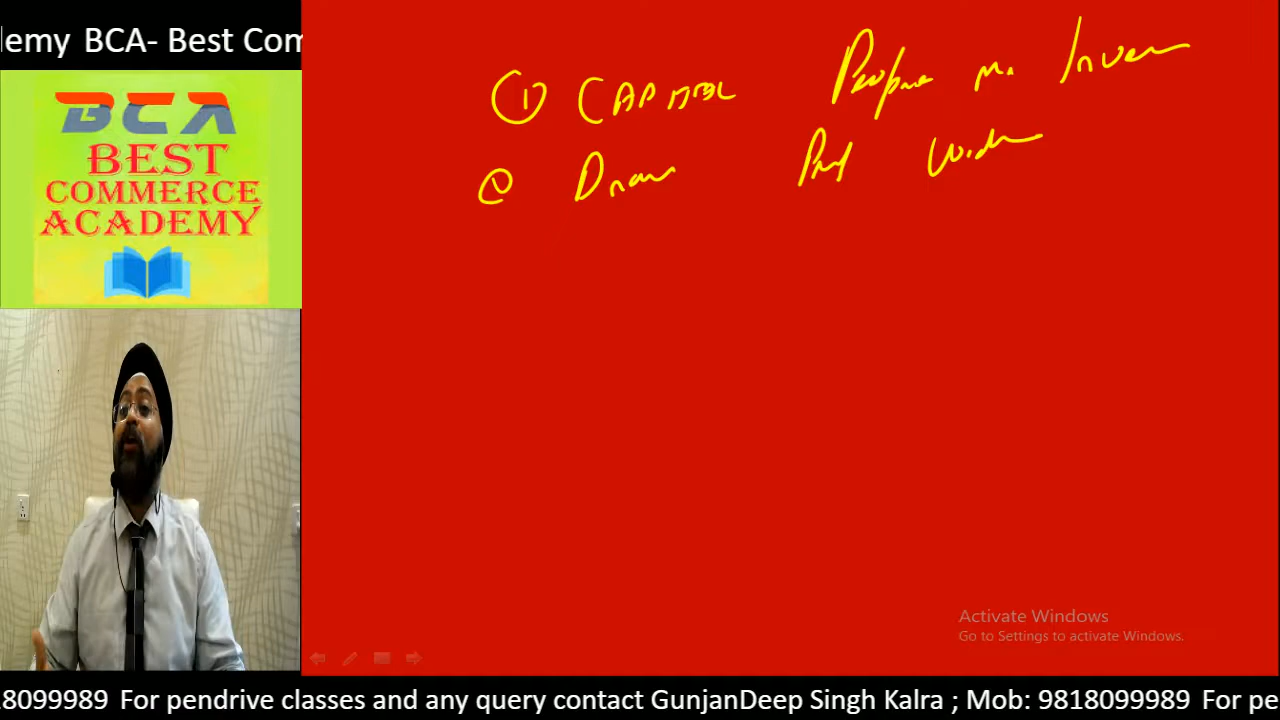 demy BCA- Best Com
BCA
BEST
COMMERCE
ACADEMY
① CAPITAL
② Draw
Activate Windows
Go to Settings to activate Windows.
8099989 For pendrive classes and any query contact GunjanDeep Singh Kalra ; Mob: 9818099989 For pe